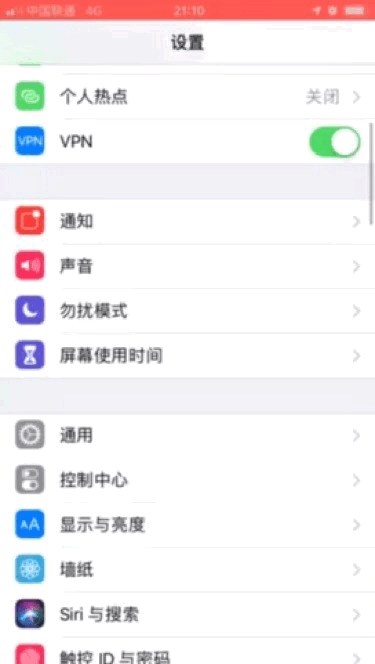 中国联通 4G 21:10
设置
个人热点 关闭
VPN VPN
通知
声音
勿扰模式
屏幕使用时间
通用
控制中心
AA 显示与亮度
墙纸
Siri 与搜索
触控 ID 与密码